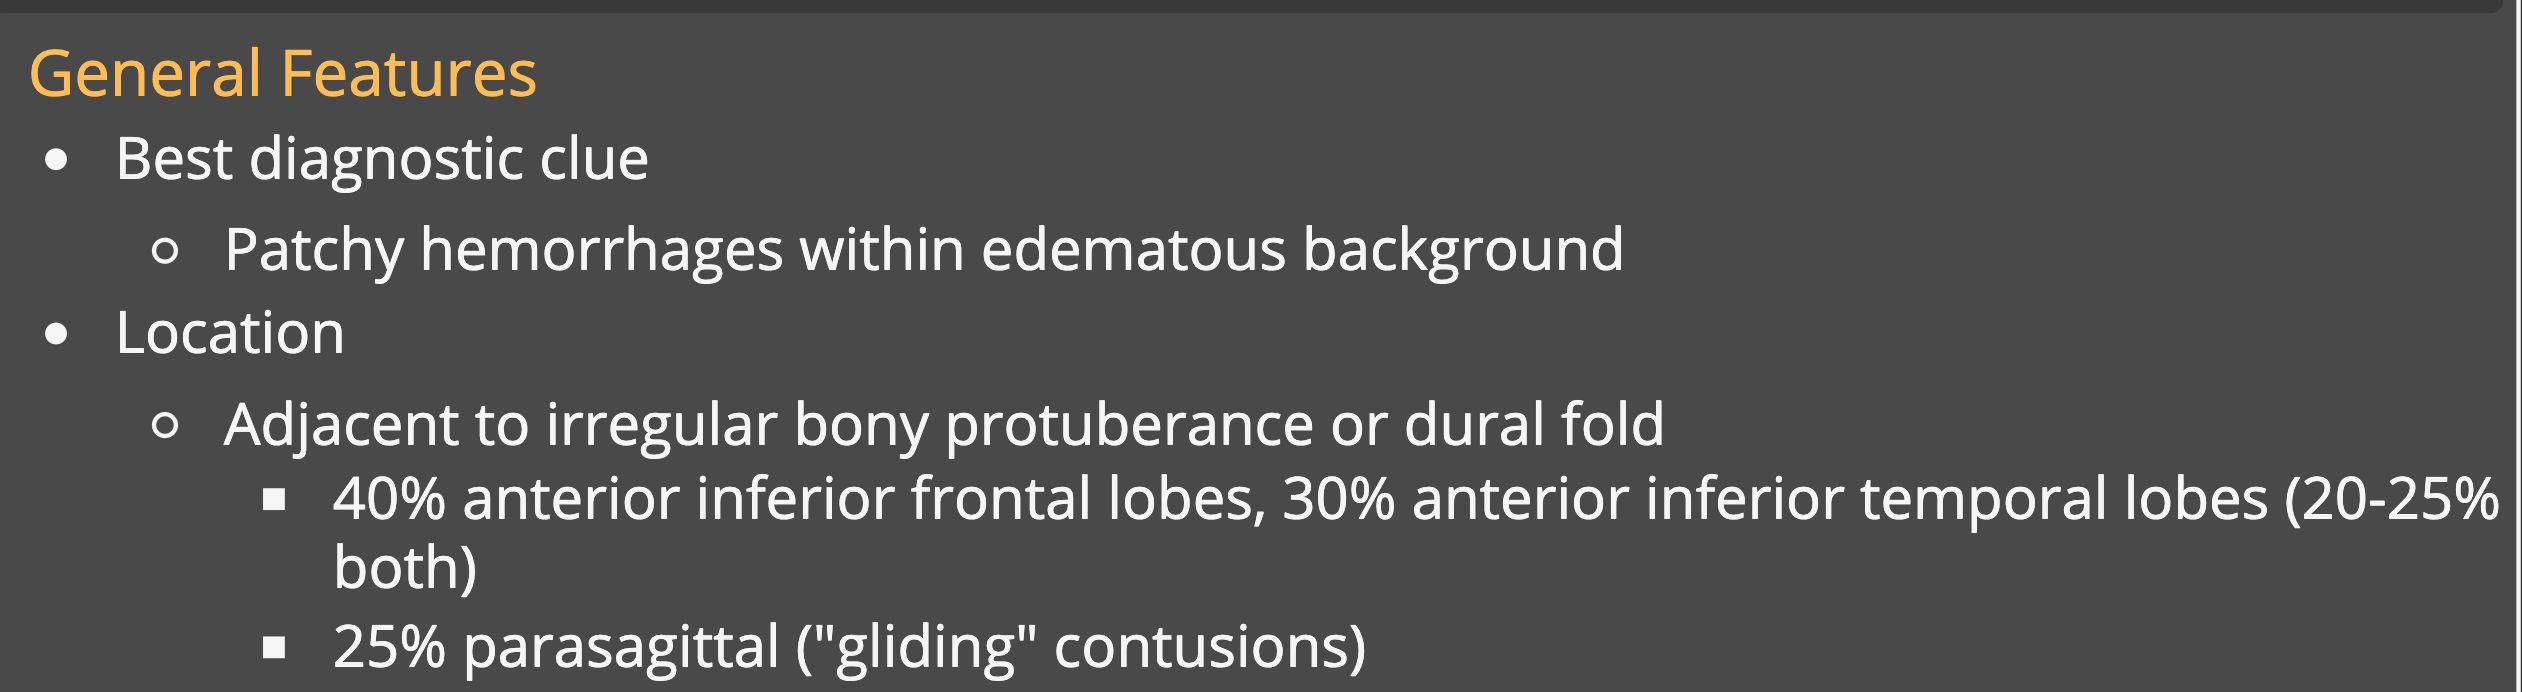 General Features
• Best diagnostic clue
○ Patchy hemorrhages within edematous background
• Location
○ Adjacent to irregular bony protuberance or dural fold
■ 40% anterior inferior frontal lobes, 30% anterior inferior temporal lobes (20-25%
both)
■ 25% parasagittal ("gliding" contusions)